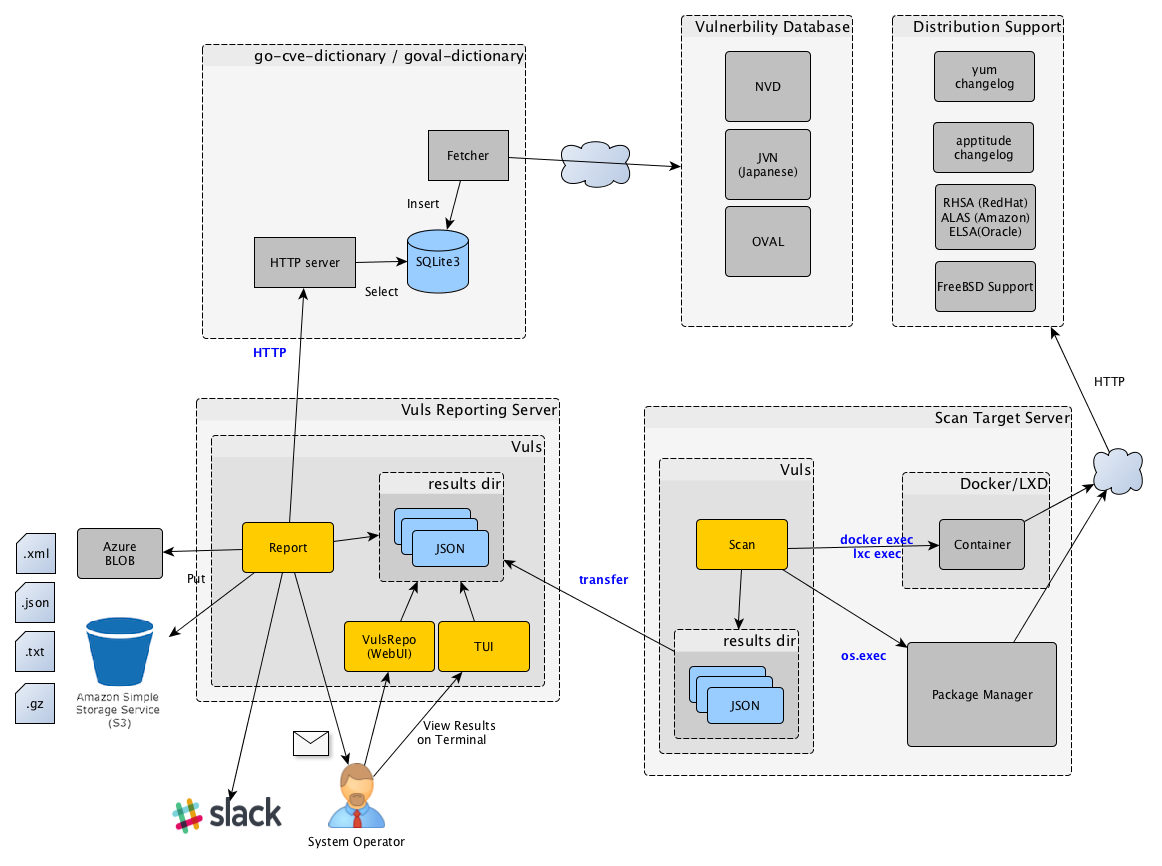 go-cve-dictionary / goval-dictionary
Fetcher
Insert
HTTP server
SQLite3
Select
HTTP
Vulnerbility Database
NVD
JVN
(Japanese)
OVAL
Distribution Support
yum
changelog
apptitude
changelog
RHSA (RedHat)
ALAS (Amazon)
ELSA(Oracle)
FreeBSD Support
HTTP
Vuls Reporting Server
Vuls
results dir
JSON
Report
VulsRepo
(WebUI)
TUI
Azure
BLOB
Put
.xml
.json
.txt
.gz
Amazon Simple
Storage Service
(S3)
View Results
on Terminal
slack
System Operator
transfer
Scan Target Server
Vuls
Scan
results dir
JSON
docker exec
lxc exec
os.exec
Docker/LXD
Container
Package Manager